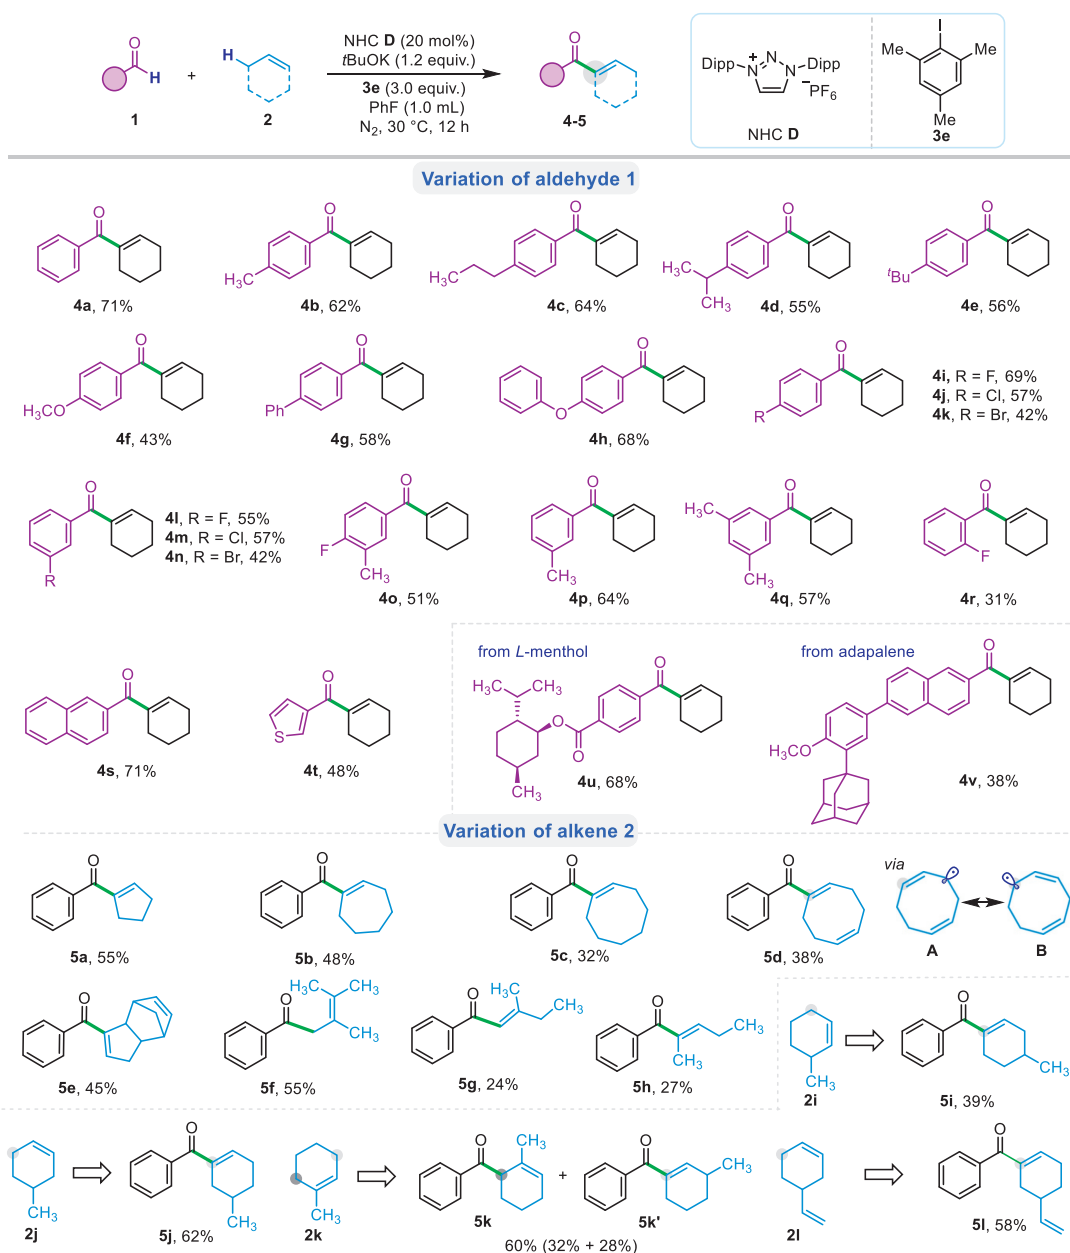 O
H
+
H
NHC D (20 mol%)
tBuOK (1.2 equiv.)
3e (3.0 equiv.)
PhF (1.0 mL)
N2, 30 °C, 12 h
O
1
2
4-5
Dipp N + N N Dipp
−PF6
NHC D
I
Me Me
Me
3e
Variation of aldehyde 1
O
4a, 71%
O
H3C
4b, 62%
O
H3C
4c, 64%
O
H3C
CH3
4d, 55%
O
tBu
4e, 56%
O
H3CO
4f, 43%
O
Ph
4g, 58%
O
O
4h, 68%
O
R
4i, R = F, 69%
4j, R = Cl, 57%
4k, R = Br, 42%
O
R
4l, R = F, 55%
4m, R = Cl, 57%
4n, R = Br, 42%
O
F
CH3
4o, 51%
O
CH3
4p, 64%
O
H3C
CH3
4q, 57%
O
F
4r, 31%
O
4s, 71%
O
S
4t, 48%
from L-menthol
H3C CH3
O
O
O
CH3
4u, 68%
from adapalene
O
H3CO
4v, 38%
Variation of alkene 2
O
5a, 55%
O
5b, 48%
O
5c, 32%
O
5d, 38%
via
A
B
O
5e, 45%
O
H3C CH3
CH3
5f, 55%
O
H3C
CH3
5g, 24%
O
CH3
CH3
5h, 27%
CH3
2i
O
CH3
5i, 39%
CH3
2j
O
CH3
5j, 62%
CH3
2k
O
CH3
5k
+
O
CH3
5k'
60% (32% + 28%)
2l
O
5l, 58%